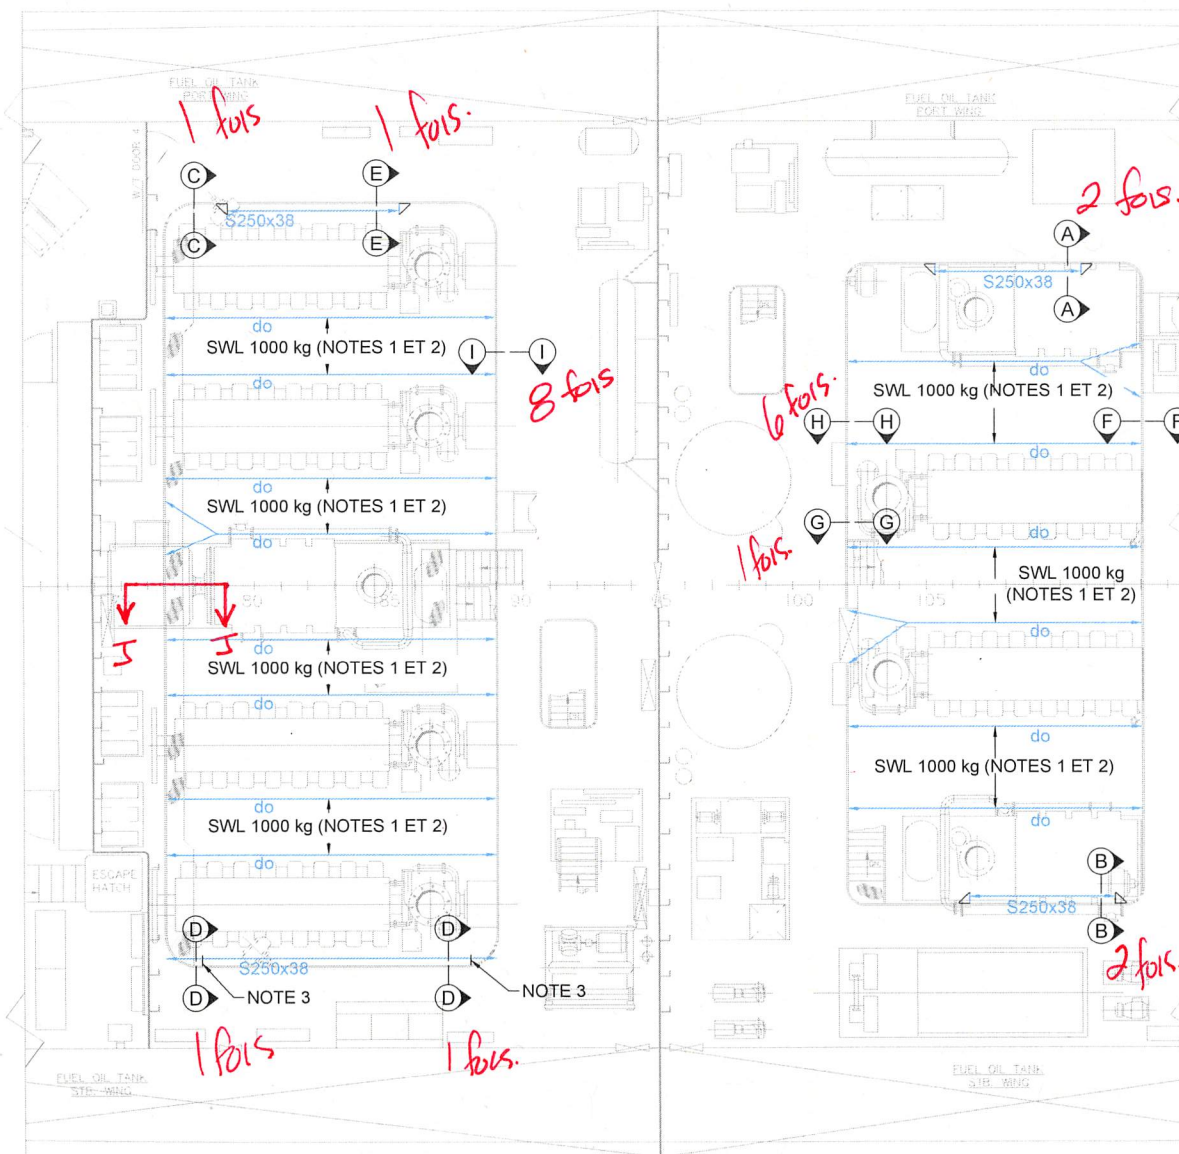 FUEL OIL TANK
PORT WING
FUEL OIL TANK
PORT WING
1 fois
1 fois.
W/T DOOR 4
2 fois.
C
E
S250x38
C
E
A
S250x38
A
do
SWL 1000 kg (NOTES 1 ET 2)
I
I
do
8 fois
do
SWL 1000 kg (NOTES 1 ET 2)
6 fois.
H
H
F
F
do
do
SWL 1000 kg (NOTES 1 ET 2)
do
G
G
do
1 fois.
SWL 1000 kg
(NOTES 1 ET 2)
80
85
90
95
100
105
J
J
do
do
SWL 1000 kg (NOTES 1 ET 2)
do
do
SWL 1000 kg (NOTES 1 ET 2)
do
SWL 1000 kg (NOTES 1 ET 2)
do
do
ESCAPE
HATCH
B
S250x38
B
D
D
S250x38
NOTE 3
NOTE 3
D
D
2 fois.
1 fois
1 fois.
FUEL OIL TANK
STB. WING
FUEL OIL TANK
STB. WING